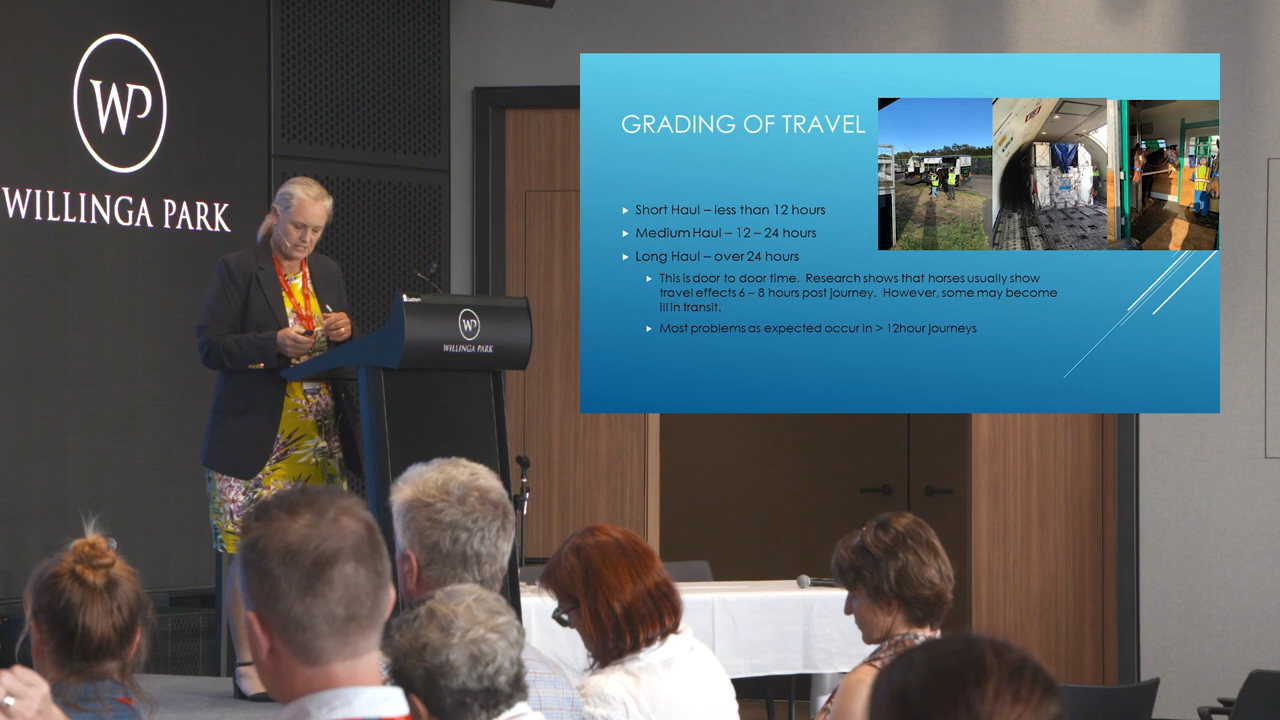 WP
WILLINGA PARK
GRADING OF TRAVEL
Short Haul – less than 12 hours
Medium Haul – 12 – 24 hours
Long Haul – over 24 hours
This is door to door time. Research shows that horses usually show
travel effects 6 – 8 hours post journey. However, some may become
ill in transit.
Most problems as expected occur in > 12hour journeys
WP
WILLINGA PARK